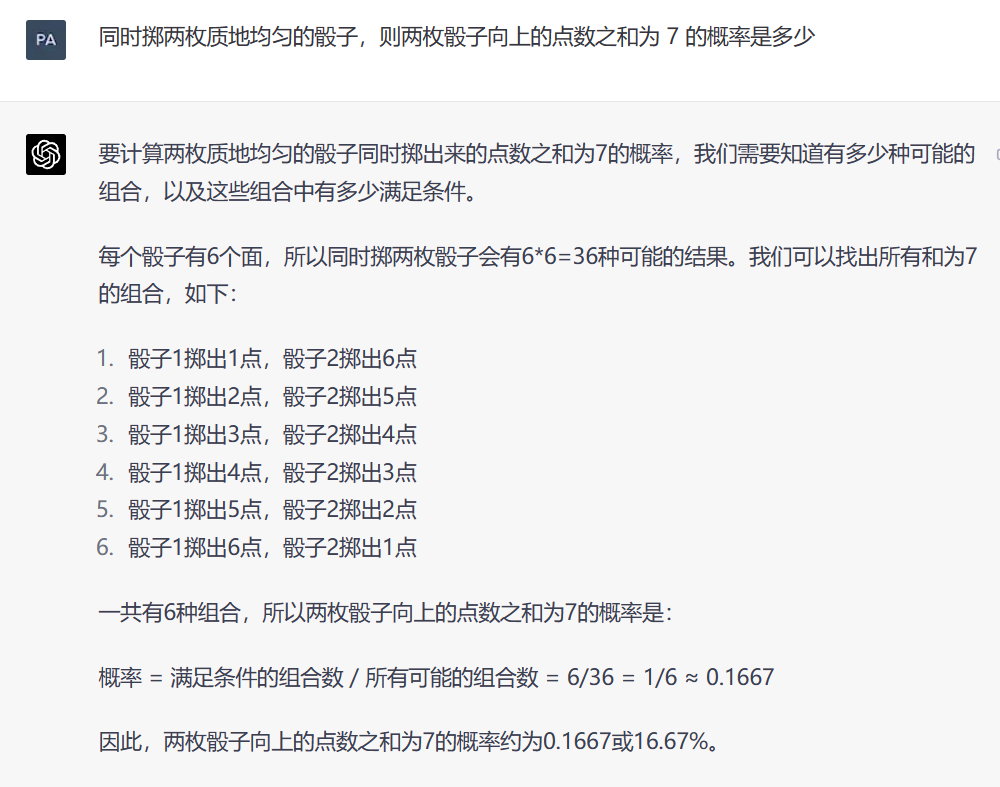 PA
同时掷两枚质地均匀的骰子，则两枚骰子向上的点数之和为 7 的概率是多少
要计算两枚质地均匀的骰子同时掷出来的点数之和为7的概率，我们需要知道有多少种可能的
组合，以及这些组合中有多少满足条件。
每个骰子有6个面，所以同时掷两枚骰子会有6*6=36种可能的结果。我们可以找出所有和为7
的组合，如下：
1. 骰子1掷出1点，骰子2掷出6点
2. 骰子1掷出2点，骰子2掷出5点
3. 骰子1掷出3点，骰子2掷出4点
4. 骰子1掷出4点，骰子2掷出3点
5. 骰子1掷出5点，骰子2掷出2点
6. 骰子1掷出6点，骰子2掷出1点
一共有6种组合，所以两枚骰子向上的点数之和为7的概率是：
概率 = 满足条件的组合数 / 所有可能的组合数 = 6/36 = 1/6 ≈ 0.1667
因此，两枚骰子向上的点数之和为7的概率约为0.1667或16.67%。